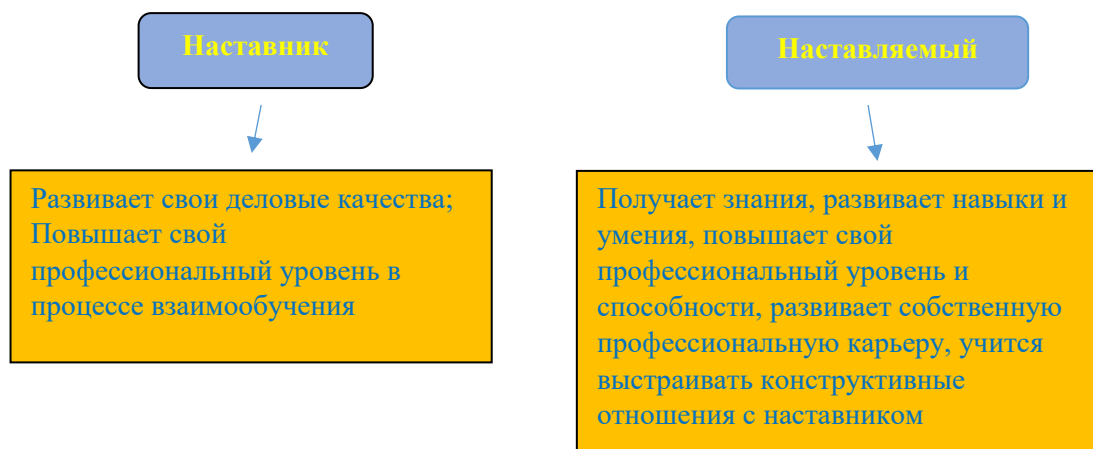 Наставник
Развивает свои деловые качества;
Повышает свой
профессиональный уровень в
процессе взаимообучения
Наставляемый
Получает знания, развивает навыки и
умения, повышает свой
профессиональный уровень и
способности, развивает собственную
профессиональную карьеру, учится
выстраивать конструктивные
отношения с наставником